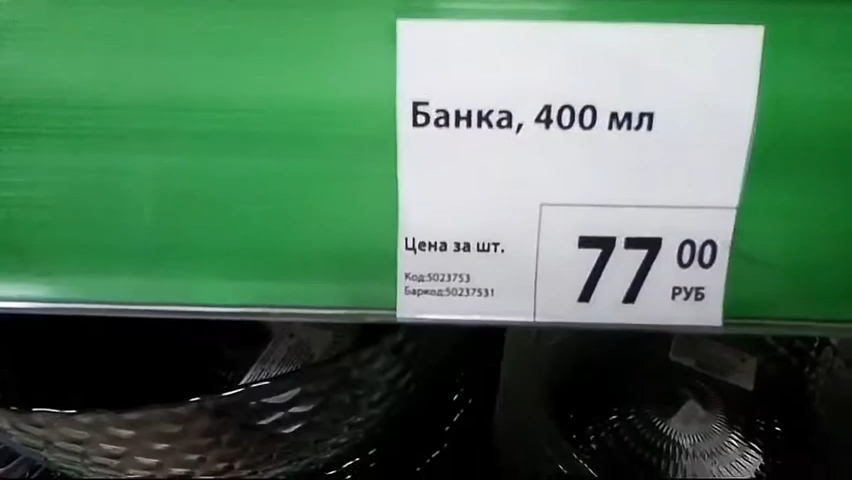 Банка, 400 мл
Цена за шт.
77 00
РУБ
Код:5023753
Баркод:50237531